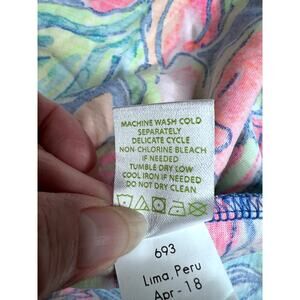 MACHINE WASH COLD
SEPARATELY
DELICATE CYCLE
NON-CHLORINE BLEACH
IF NEEDED
TUMBLE DRY LOW
COOL IRON IF NEEDED
DO NOT DRY CLEAN
693
Lima, Peru
Apr - 18